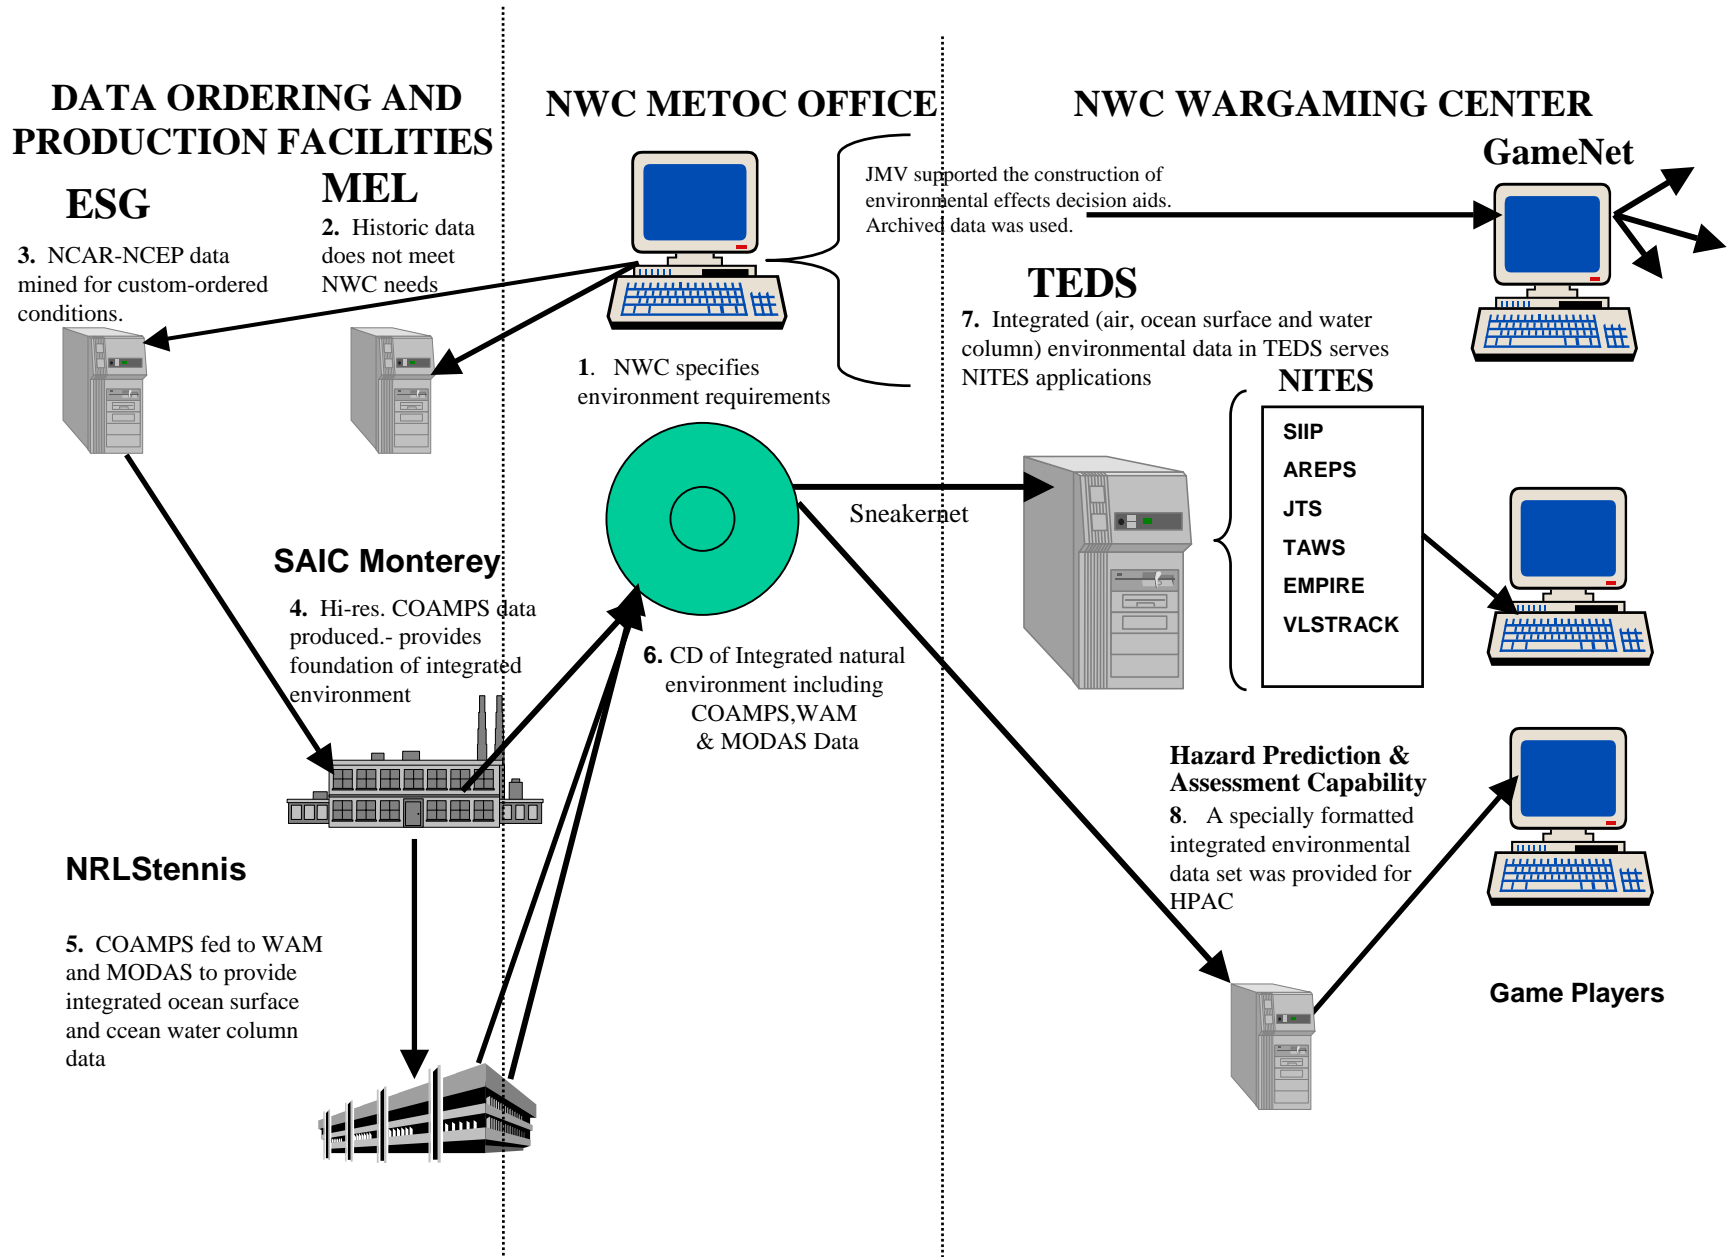 DATA ORDERING AND
PRODUCTION FACILITIES
ESG
3. NCAR-NCEP data
mined for custom-ordered
conditions.
MEL
2. Historic data
does not meet
NWC needs
SAIC Monterey
4. Hi-res. COAMPS data
produced.- provides
foundation of integrated
environment
NRLStennis
5. COAMPS fed to WAM
and MODAS to provide
integrated ocean surface
and ccean water column
data
NWC METOC OFFICE
1. NWC specifies
environment requirements
JMV supported the construction of
environmental effects decision aids.
Archived data was used.
6. CD of Integrated natural
environment including
COAMPS,WAM
& MODAS Data
Sneakernet
NWC WARGAMING CENTER
GameNet
TEDS
7. Integrated (air, ocean surface and water
column) environmental data in TEDS serves
NITES applications
NITES
SIIP
AREPS
JTS
TAWS
EMPIRE
VLSTRACK
Hazard Prediction &
Assessment Capability
8. A specially formatted
integrated environmental
data set was provided for
HPAC
Game Players